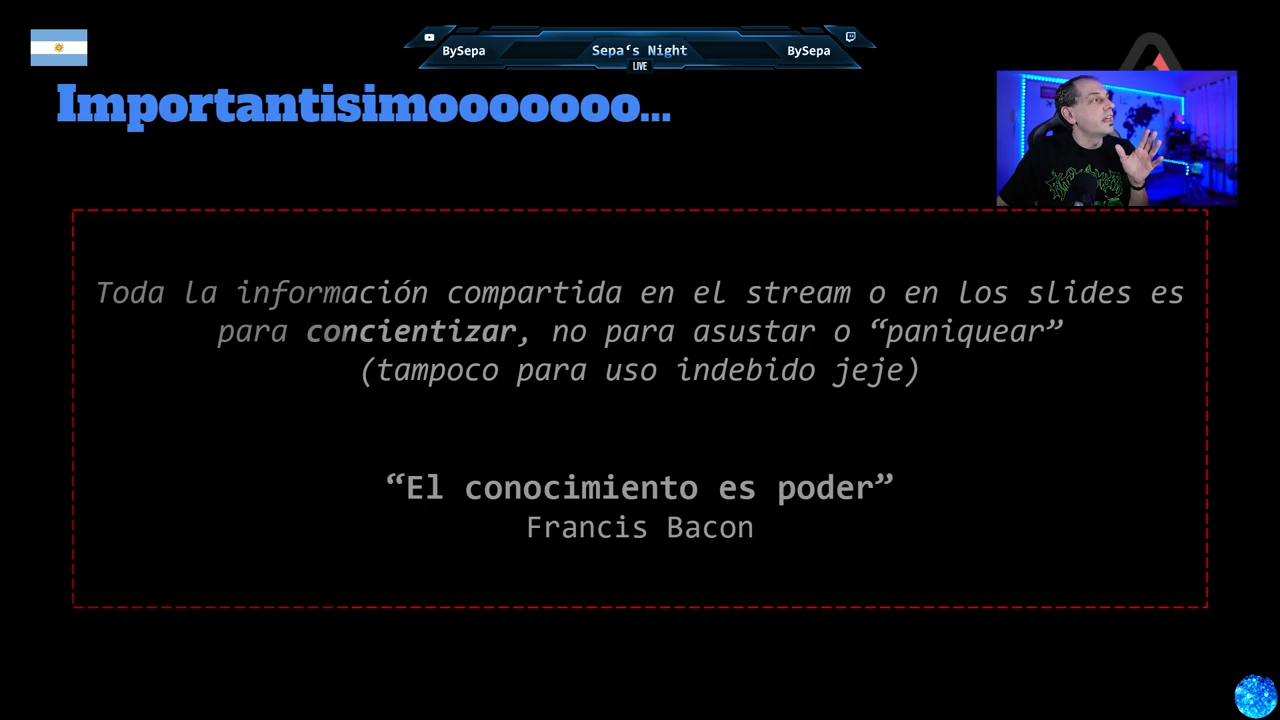 BySepa
Sepa‘s Night
BySepa
LIVE
Importantisimooooooo...
Toda la información compartida en el stream o en los slides es
para concientizar, no para asustar o “paniquear”
(tampoco para uso indebido jeje)
“El conocimiento es poder”
Francis Bacon